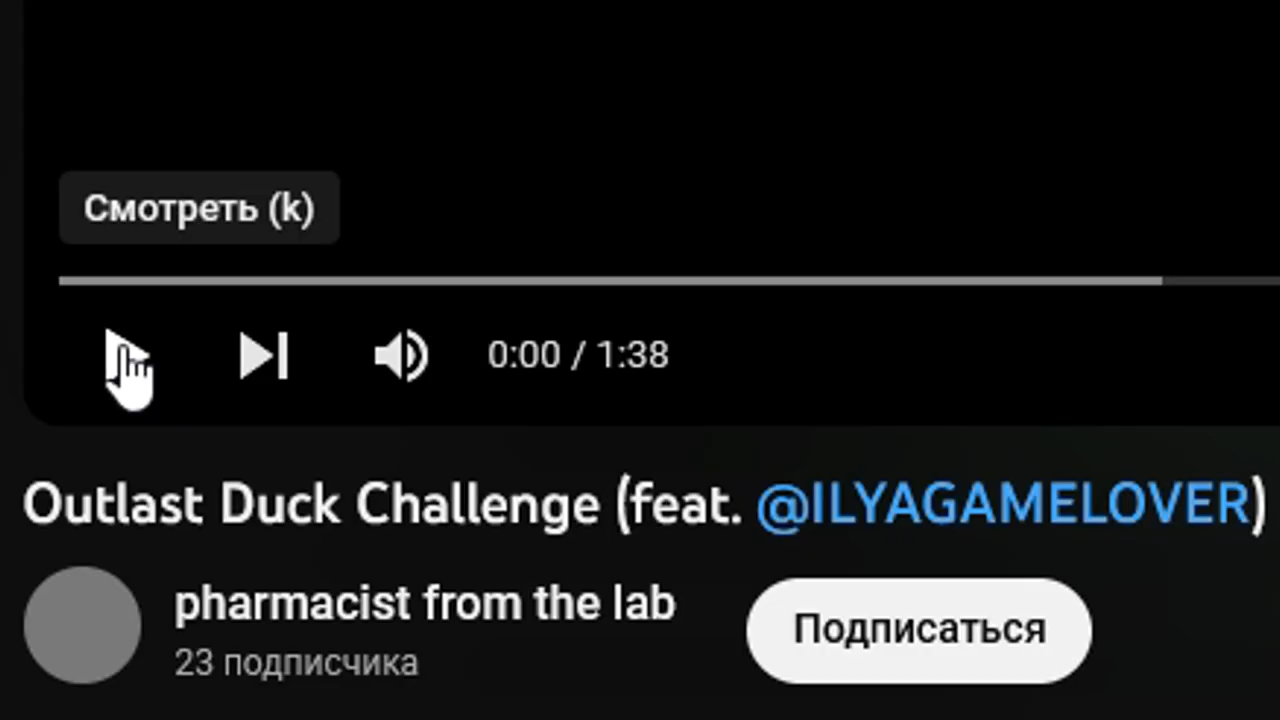 Смотреть (k)
0:00 / 1:38
Outlast Duck Challenge (feat. @ILYAGAMELOVER)
pharmacist from the lab
23 подписчика
Подписаться